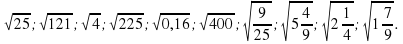 √25; √121; √4; √225; √0,16; √400; √(9/25); √(5 4/9); √(2 1/4); √(1 7/9).